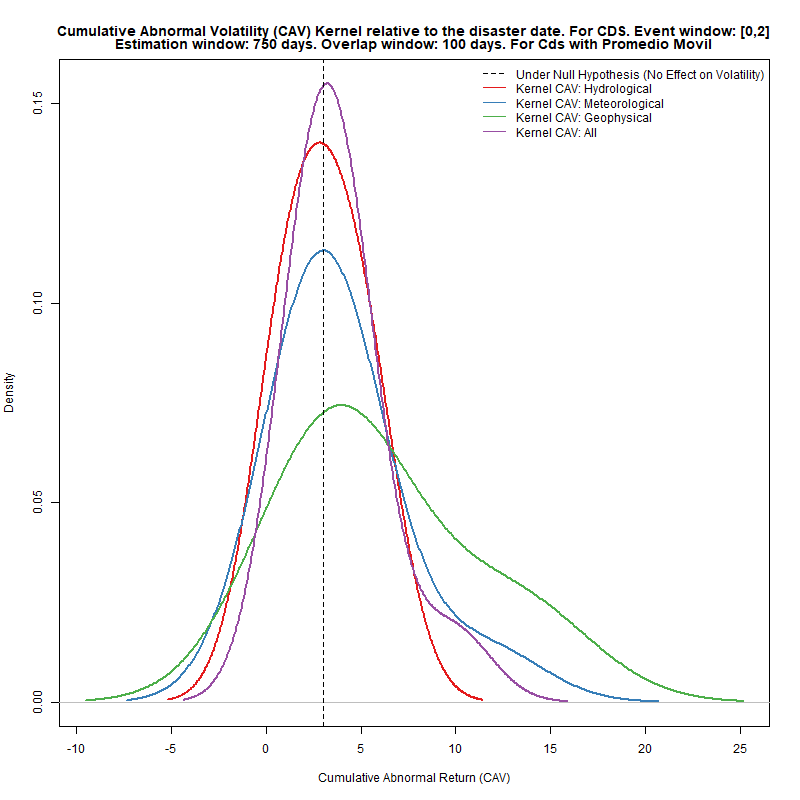 Cumulative Abnormal Volatility (CAV) Kernel relative to the disaster date. For CDS. Event window: [0,2]
Estimation window: 750 days. Overlap window: 100 days. For Cds with Promedio Movil
Under Null Hypothesis (No Effect on Volatility)
Kernel CAV: Hydrological
Kernel CAV: Meteorological
Kernel CAV: Geophysical
Kernel CAV: All
0.15
0.10
0.05
0.00
Density
-10 -5 0 5 10 15 20 25
Cumulative Abnormal Return (CAV)